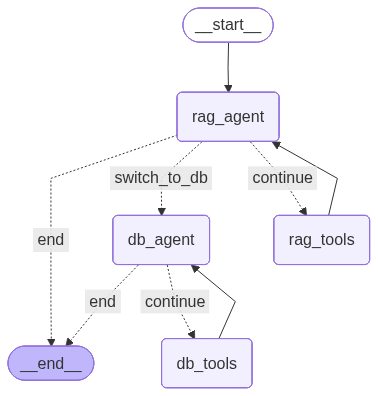 __start__
rag_agent
switch_to_db
continue
end
db_agent
rag_tools
end
continue
__end__
db_tools